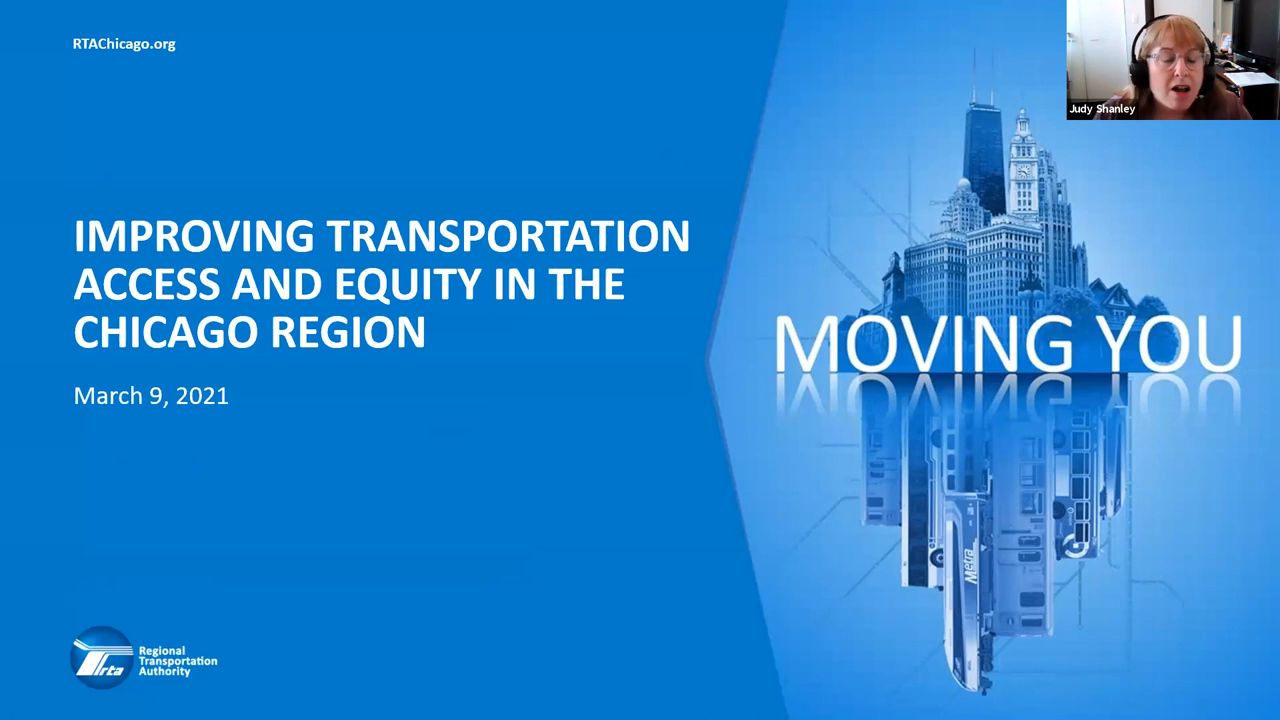 RTAChicago.org
Judy Shanley
IMPROVING TRANSPORTATION
ACCESS AND EQUITY IN THE
CHICAGO REGION
March 9, 2021
MOVING YOU
Metra
rta
Regional
Transportation
Authority